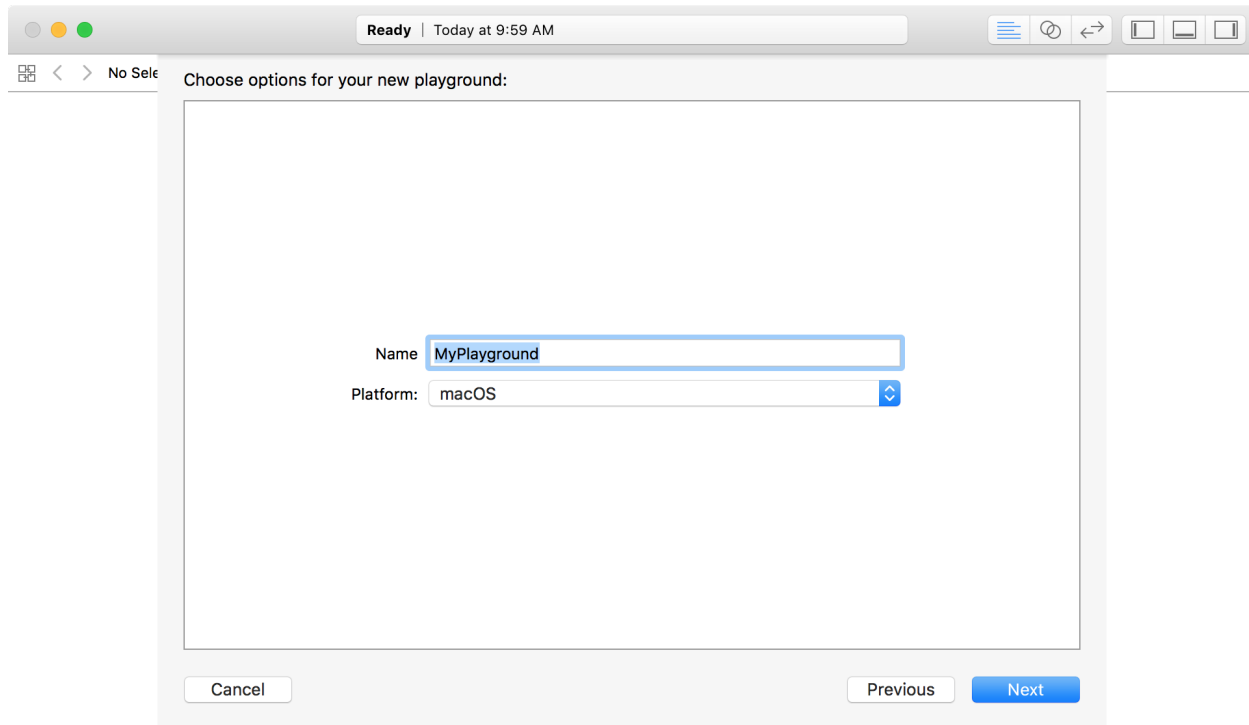 Ready | Today at 9:59 AM
No Sele
Choose options for your new playground:
Name MyPlayground
Platform: macOS
Cancel Previous Next